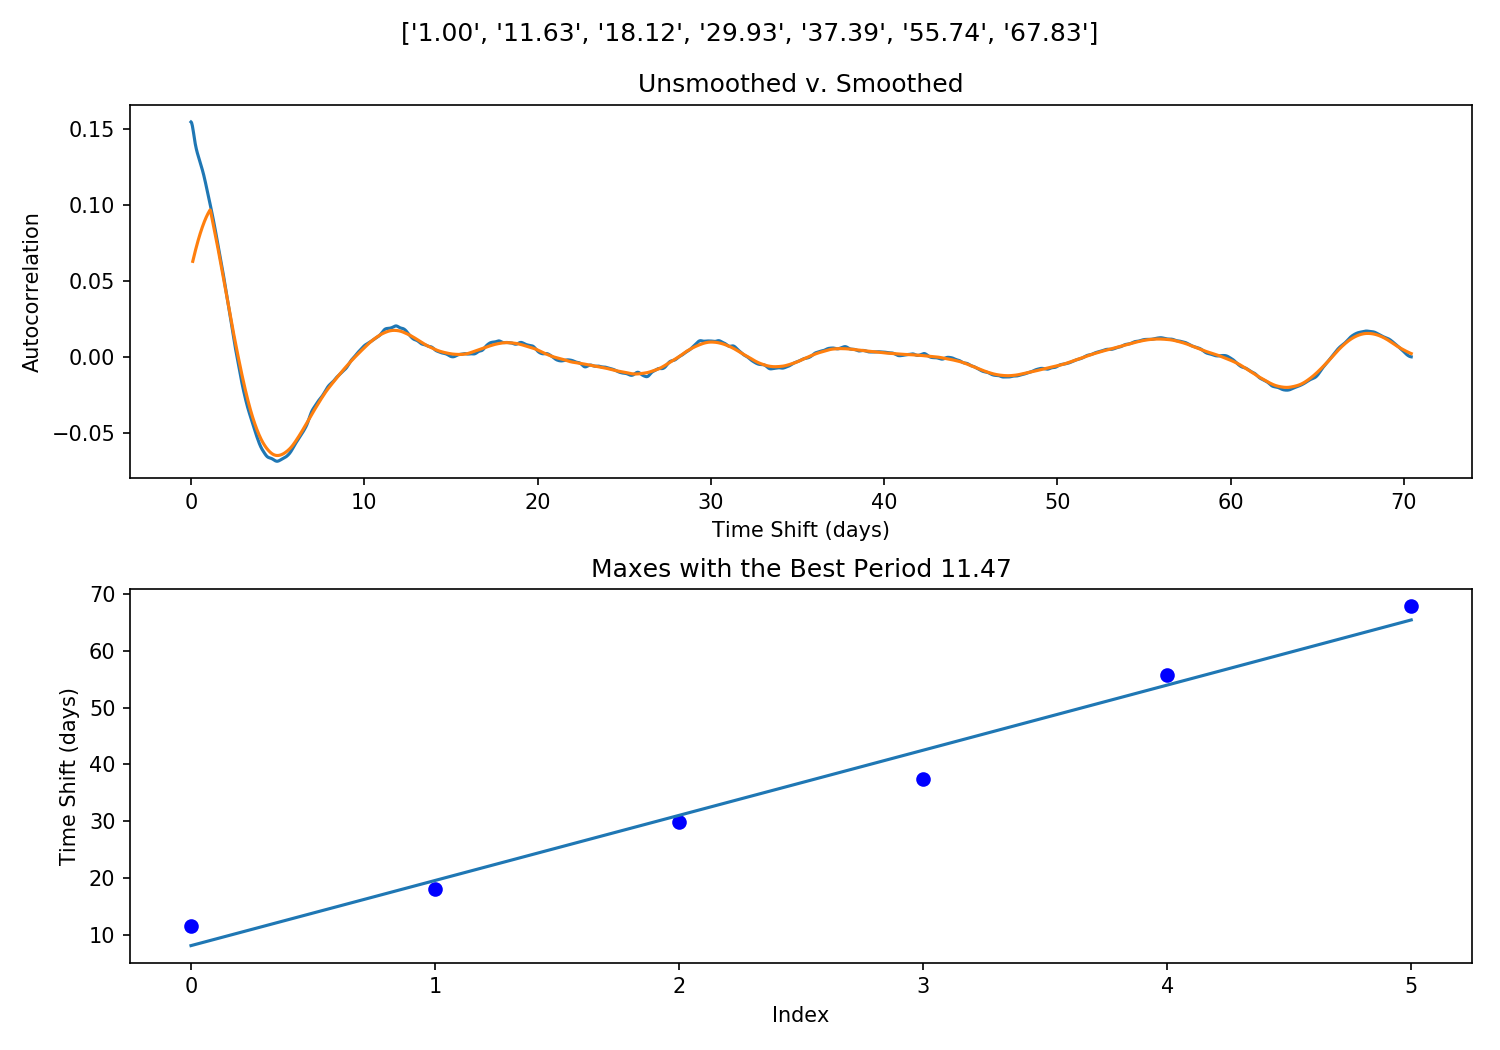 ['1.00', '11.63', '18.12', '29.93', '37.39', '55.74', '67.83']
Unsmoothed v. Smoothed
0.15
0.10
0.05
0.00
−0.05
Autocorrelation
0 10 20 30 40 50 60 70
Time Shift (days)
Maxes with the Best Period 11.47
70
60
50
40
30
20
10
Time Shift (days)
0 1 2 3 4 5
Index